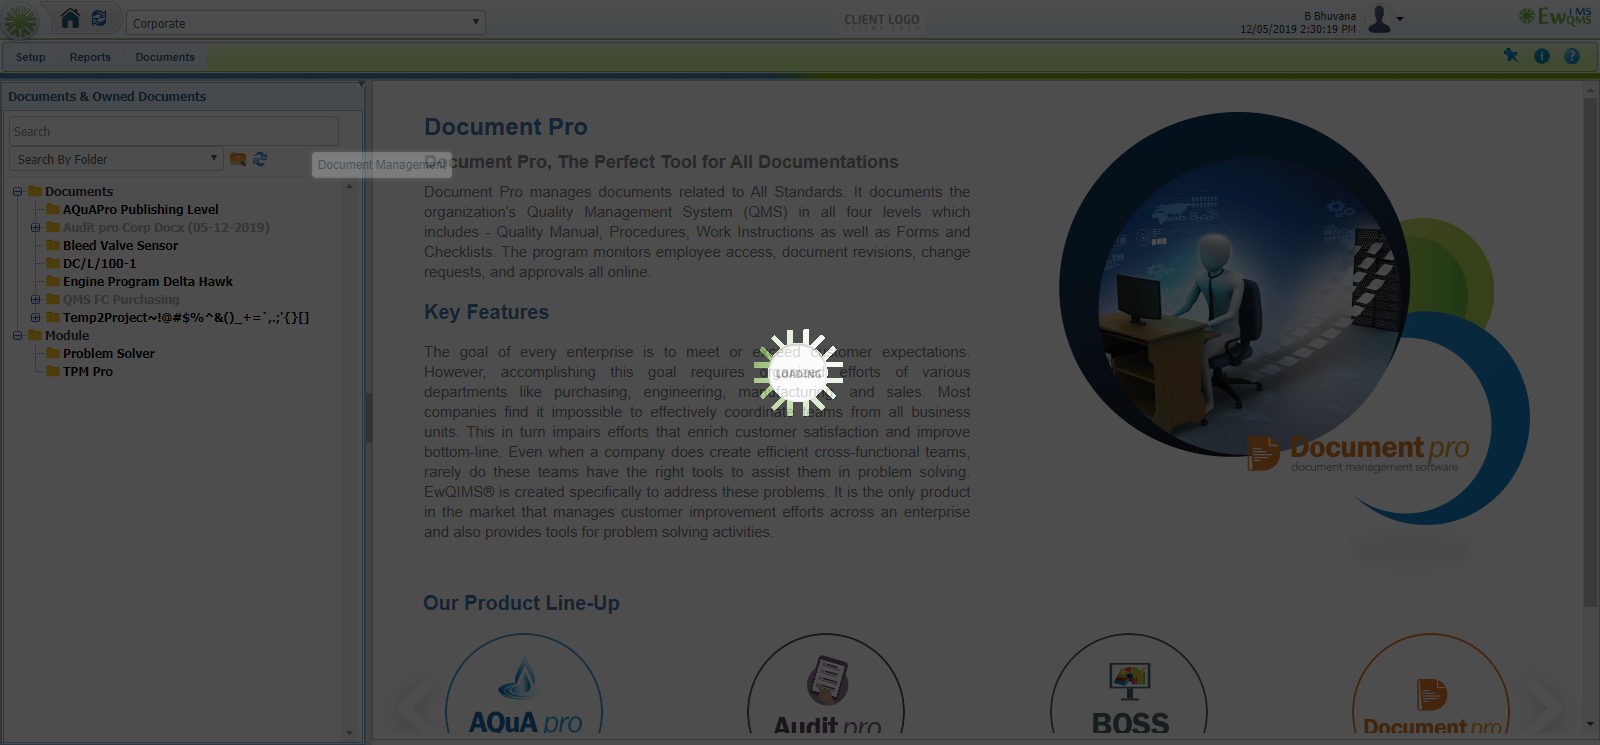 Corporate
CLIENT LOGO
B Bhuvana
12/05/2019 2:30:19 PM
EwQIMS
QMS
Setup Reports Documents
Documents & Owned Documents
Search
Search By Folder
Document Management
Documents
AQuAPro Publishing Level
Audit pro Corp Docx (05-12-2019)
Bleed Valve Sensor
DC/L/100-1
Engine Program Delta Hawk
QMS FC Purchasing
Temp2Project~!@#$%^&()_+=`,.;'{}[]
Module
Problem Solver
TPM Pro
Document Pro
Document Pro, The Perfect Tool for All Documentations
Document Pro manages documents related to All Standards. It documents the
organization's Quality Management System (QMS) in all four levels which
includes - Quality Manual, Procedures, Work Instructions as well as Forms and
Checklists. The program monitors employee access, document revisions, change
requests, and approvals all online.
Key Features
The goal of every enterprise is to meet or exceed customer expectations.
However, accomplishing this goal requires organized efforts of various
departments like purchasing, engineering, manufacturing and sales. Most
companies find it impossible to effectively coordinate teams from all business
units. This in turn impairs efforts that enrich customer satisfaction and improve
bottom-line. Even when a company does create efficient cross-functional teams,
rarely do these teams have the right tools to assist them in problem solving.
EwQIMS® is created specifically to address these problems. It is the only product
in the market that manages customer improvement efforts across an enterprise
and also provides tools for problem solving activities.
LOADING
Document pro
document management software
Our Product Line-Up
AQuA pro
Audit pro
BOSS
Document pro